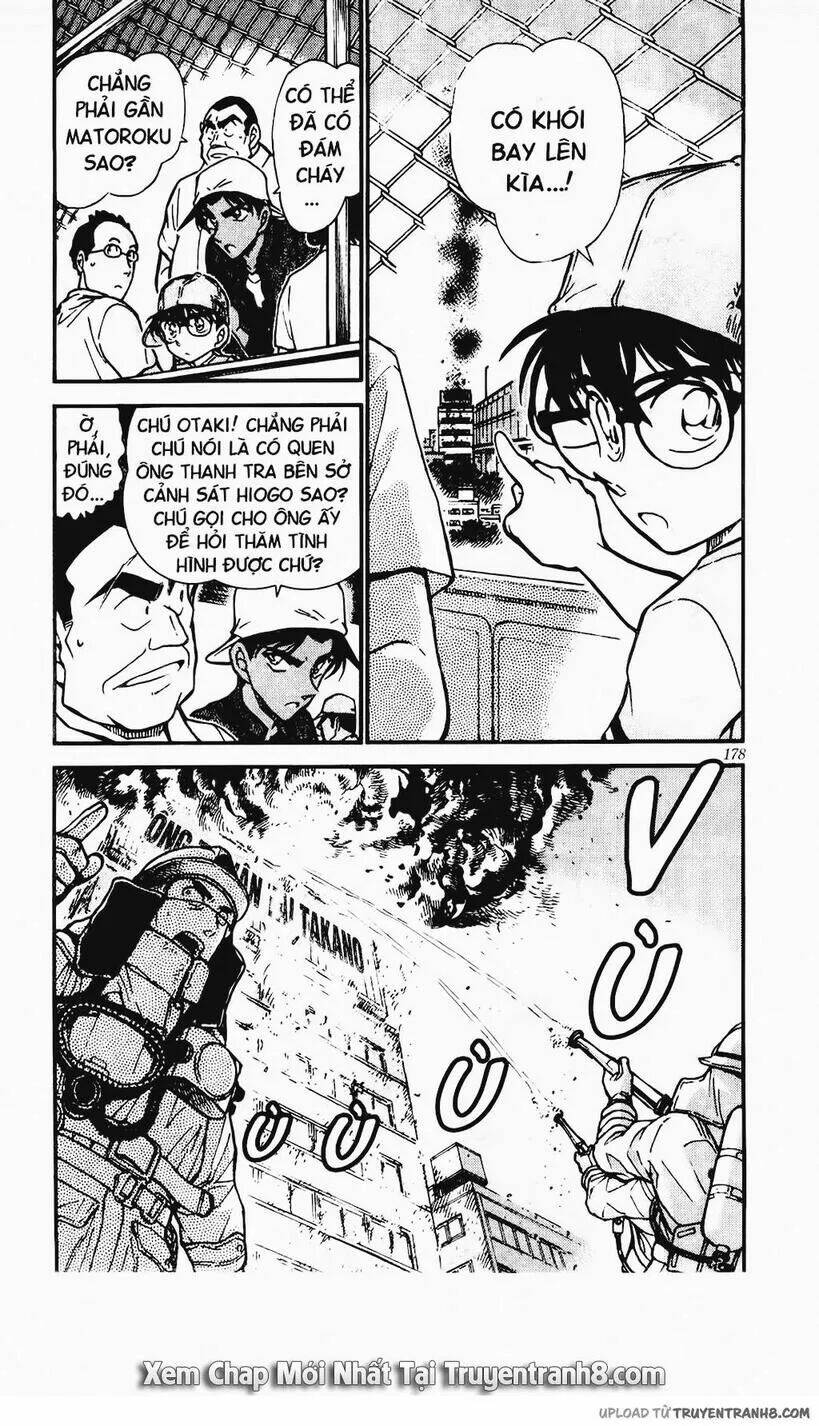 CÓ KHÓI
BAY LÊN
KÌA...!
CÓ THỂ
ĐÃ CÓ
ĐÁM
CHÁY
...
CHẲNG
PHẢI GẦN
MATOROKU
SAO?
CHÚ OTAKI! CHẲNG PHẢI
CHÚ NÓI LÀ CÓ QUEN
ÔNG THANH TRA BÊN SỞ
CẢNH SÁT HIOGO SAO?
CHÚ GỌI CHO ÔNG ẤY
ĐỂ HỎI THĂM TÌNH
HÌNH ĐƯỢC CHỨ?
Ờ,
PHẢI,
ĐÚNG
ĐÓ...
178
TAKANO
V
Ù
Ù
Ù
Ù
Xem Chap Mới Nhất Tại Truyentranh8.com
UPLOAD TỪ TRUYENTRANH8.COM